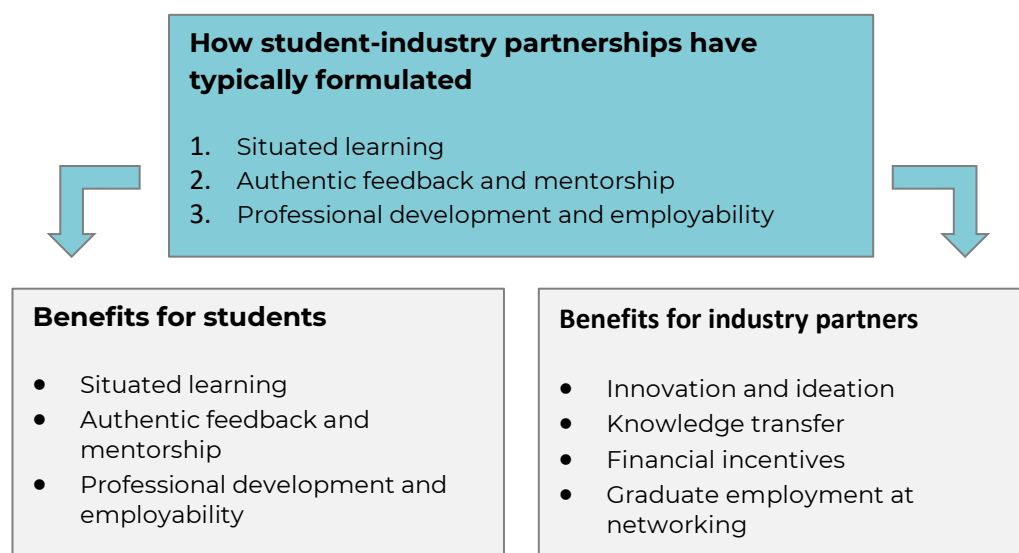 How student-industry partnerships have
typically formulated
1. Situated learning
2. Authentic feedback and mentorship
3. Professional development and employability
Benefits for students
● Situated learning
● Authentic feedback and
mentorship
● Professional development and
employability
Benefits for industry partners
● Innovation and ideation
● Knowledge transfer
● Financial incentives
● Graduate employment at
networking